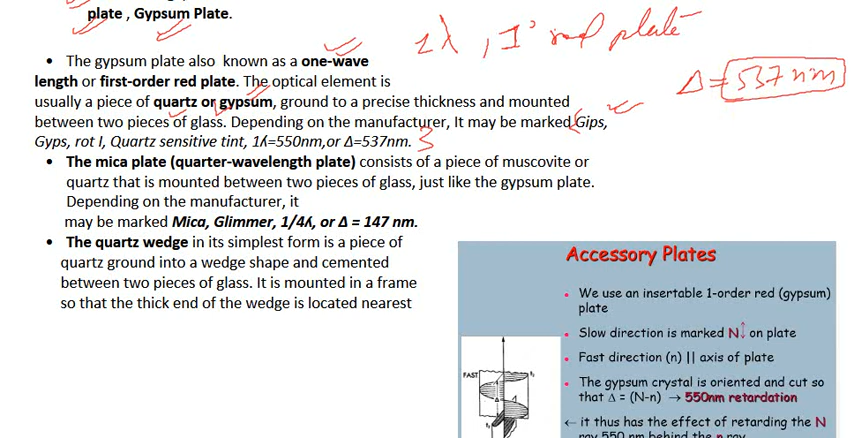 plate , Gypsum Plate.
1λ , 1° red plate
Δ = 537 nm
• The gypsum plate also known as a one-wave
length or first-order red plate. The optical element is
usually a piece of quartz or gypsum, ground to a precise thickness and mounted
between two pieces of glass. Depending on the manufacturer, It may be marked Gips,
Gyps, rot I, Quartz sensitive tint, 1ʎ=550nm,or Δ=537nm.
• The mica plate (quarter-wavelength plate) consists of a piece of muscovite or
quartz that is mounted between two pieces of glass, just like the gypsum plate.
Depending on the manufacturer, it
may be marked Mica, Glimmer, 1/4ʎ, or Δ = 147 nm.
• The quartz wedge in its simplest form is a piece of
quartz ground into a wedge shape and cemented
between two pieces of glass. It is mounted in a frame
so that the thick end of the wedge is located nearest
Accessory Plates
• We use an insertable 1-order red (gypsum)
plate
• Slow direction is marked N↕ on plate
• Fast direction (n) || axis of plate
• The gypsum crystal is oriented and cut so
that Δ = (N-n) → 550nm retardation
← it thus has the effect of retarding the N
ray 550 nm behind the n ray
FAST